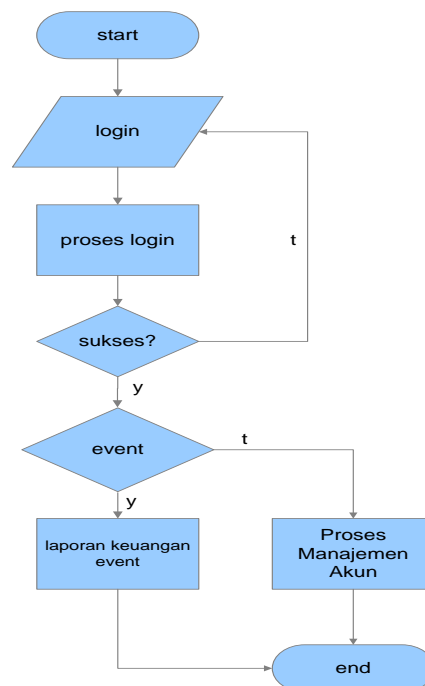 start
login
proses login
t
sukses?
y
event
t
y
laporan keuangan
event
Proses
Manajemen
Akun
end